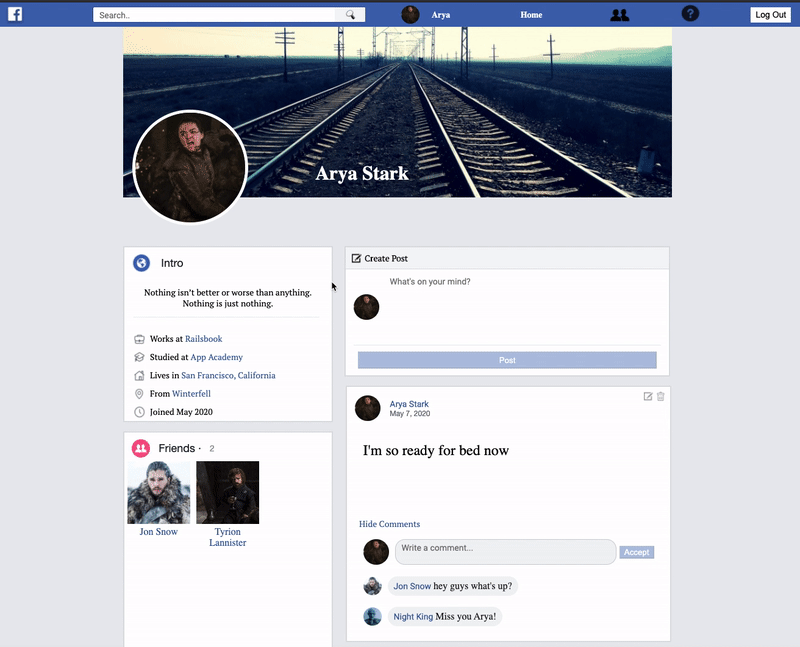 Search..
Arya
Home
?
Log Out
Arya Stark
Intro
Nothing isn't better or worse than anything.
Nothing is just nothing.
Works at Railsbook
Studied at App Academy
Lives in San Francisco, California
From Winterfell
Joined May 2020
Friends · 2
Jon Snow
Tyrion
Lannister
Create Post
What's on your mind?
Post
Arya Stark
May 7, 2020
I'm so ready for bed now
Hide Comments
Write a comment...
Accept
Jon Snow hey guys what's up?
Night King Miss you Arya!